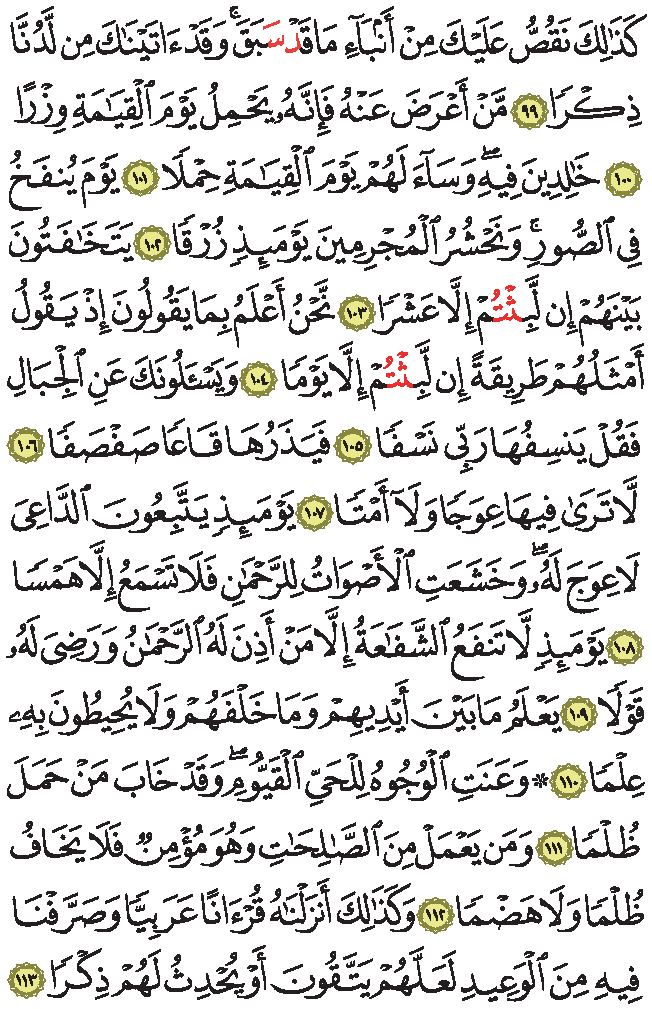 كَذَٰلِكَ نَقُصُّ عَلَيْكَ مِنْ أَنۢبَآءِ مَا قَدْ سَبَقَ ۚ وَقَدْ ءَاتَيْنَٰكَ مِن لَّدُنَّا
ذِكْرًا ٩٩ مَّنْ أَعْرَضَ عَنْهُ فَإِنَّهُۥ يَحْمِلُ يَوْمَ ٱلْقِيَٰمَةِ وِزْرًا
١٠٠ خَٰلِدِينَ فِيهِ ۖ وَسَآءَ لَهُمْ يَوْمَ ٱلْقِيَٰمَةِ حِمْلًا ١٠١ يَوْمَ يُنفَخُ
فِى ٱلصُّورِ ۚ وَنَحْشُرُ ٱلْمُجْرِمِينَ يَوْمَئِذٍ زُرْقًا ١٠٢ يَتَخَٰفَتُونَ
بَيْنَهُمْ إِن لَّبِثْتُمْ إِلَّا عَشْرًا ١٠٣ نَّحْنُ أَعْلَمُ بِمَا يَقُولُونَ إِذْ يَقُولُ
أَمْثَلُهُمْ طَرِيقَةً إِن لَّبِثْتُمْ إِلَّا يَوْمًا ١٠٤ وَيَسْـَٔلُونَكَ عَنِ ٱلْجِبَالِ
فَقُلْ يَنسِفُهَا رَبِّى نَسْفًا ١٠٥ فَيَذَرُهَا قَاعًا صَفْصَفًا ١٠٦
لَّا تَرَىٰ فِيهَا عِوَجًا وَلَآ أَمْتًا ١٠٧ يَوْمَئِذٍ يَتَّبِعُونَ ٱلدَّاعِىَ
لَا عِوَجَ لَهُۥ ۖ وَخَشَعَتِ ٱلْأَصْوَاتُ لِلرَّحْمَٰنِ فَلَا تَسْمَعُ إِلَّا هَمْسًا
١٠٨ يَوْمَئِذٍ لَّا تَنفَعُ ٱلشَّفَٰعَةُ إِلَّا مَنْ أَذِنَ لَهُ ٱلرَّحْمَٰنُ وَرَضِىَ لَهُۥ
قَوْلًا ١٠٩ يَعْلَمُ مَا بَيْنَ أَيْدِيهِمْ وَمَا خَلْفَهُمْ وَلَا يُحِيطُونَ بِهِۦ
عِلْمًا ١١٠ ۞ وَعَنَتِ ٱلْوُجُوهُ لِلْحَىِّ ٱلْقَيُّومِ ۖ وَقَدْ خَابَ مَنْ حَمَلَ
ظُلْمًا ١١١ وَمَن يَعْمَلْ مِنَ ٱلصَّٰلِحَٰتِ وَهُوَ مُؤْمِنٌ فَلَا يَخَافُ
ظُلْمًا وَلَا هَضْمًا ١١٢ وَكَذَٰلِكَ أَنزَلْنَٰهُ قُرْءَانًا عَرَبِيًّا وَصَرَّفْنَا
فِيهِ مِنَ ٱلْوَعِيدِ لَعَلَّهُمْ يَتَّقُونَ أَوْ يُحْدِثُ لَهُمْ ذِكْرًا ١١٣